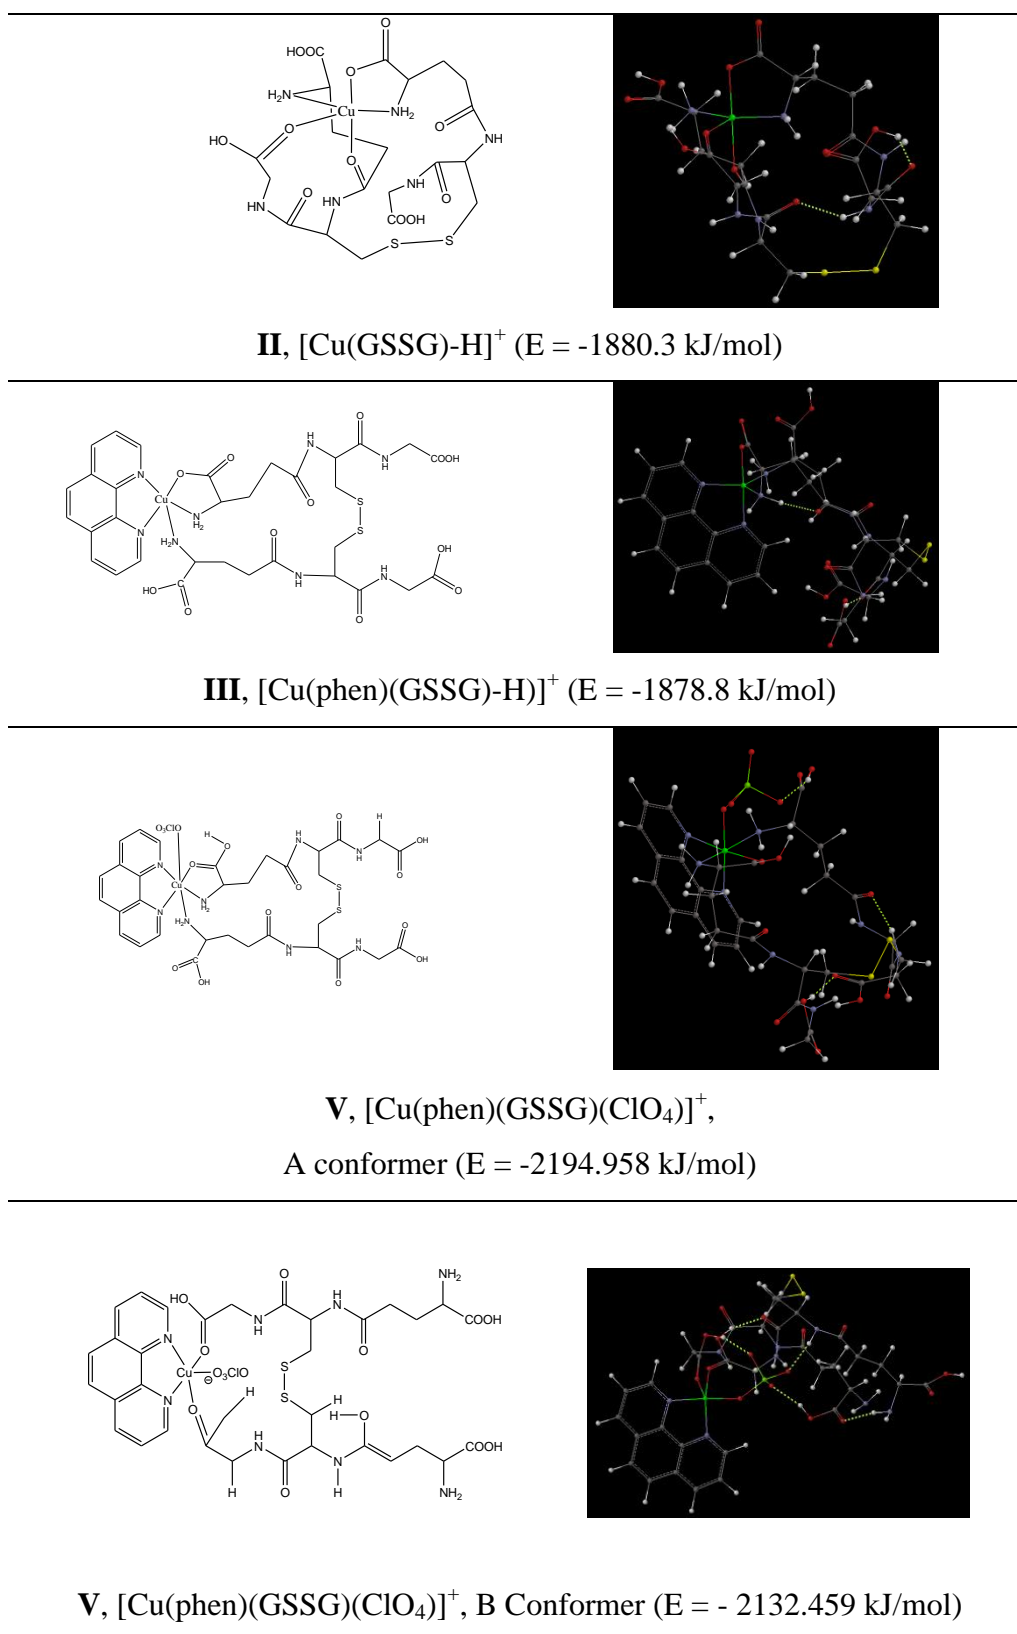 HOOC
O
O
H₂N
Cu
NH₂
O
HO
O
O
NH
O
NH
O
HN
O
HN
COOH
S
S
II, [Cu(GSSG)-H]⁺ (E = -1880.3 kJ/mol)
O
H
N
N
H
COOH
O
O
N
Cu
N
H₂
O
S
S
N
H₂N
O
OH
HO
C
O
N
H
H
N
O
O
III, [Cu(phen)(GSSG)-H)]⁺ (E = -1878.8 kJ/mol)
O₃ClO
H
O
O
H
N
O
N
H
H
OH
O
N
Cu
N
H₂
O
S
S
N
H₂N
O
O
C
OH
N
H
H
N
O
O
OH
V, [Cu(phen)(GSSG)(ClO₄)]⁺,
A conformer (E = -2194.958 kJ/mol)
HO
O
O
NH₂
N
H
H
N
O
COOH
N
Cu
O₃ClO
⊖
S
S
N
O
H
H
H
O
H
N
COOH
H
O
N
H
NH₂
V, [Cu(phen)(GSSG)(ClO₄)]⁺, B Conformer (E = - 2132.459 kJ/mol)